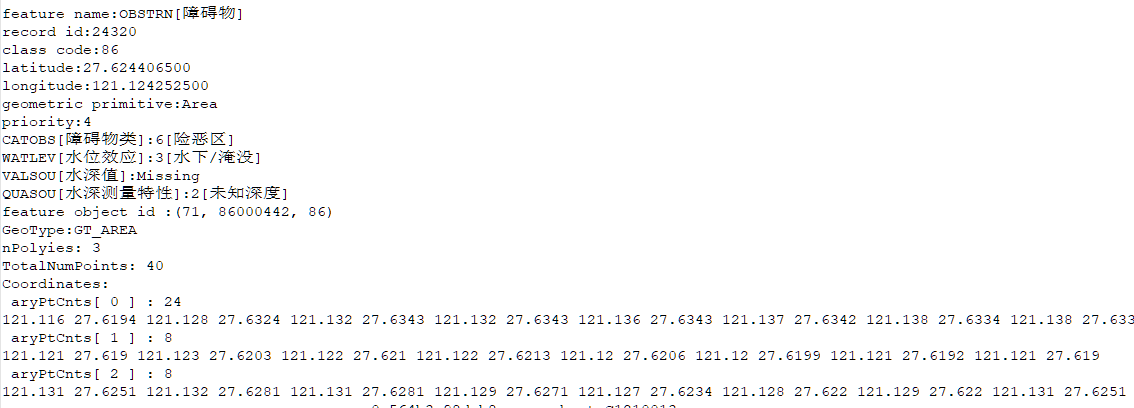 feature name:OBSTRN[障碍物]
record id:24320
class code:86
latitude:27.624406500
longitude:121.124252500
geometric primitive:Area
priority:4
CATOBS[障碍物类]:6[险恶区]
WATLEV[水位效应]:3[水下/淹没]
VALSOU[水深值]:Missing
QUASOU[水深测量特性]:2[未知深度]
feature object id :(71, 86000442, 86)
GeoType:GT_AREA
nPolyies: 3
TotalNumPoints: 40
Coordinates:
aryPtCnts[ 0 ] : 24
121.116 27.6194 121.128 27.6324 121.132 27.6343 121.132 27.6343 121.136 27.6343 121.137 27.6342 121.138 27.6334 121.138 27.633
aryPtCnts[ 1 ] : 8
121.121 27.619 121.123 27.6203 121.122 27.621 121.122 27.6213 121.12 27.6206 121.12 27.6199 121.121 27.6192 121.121 27.619
aryPtCnts[ 2 ] : 8
121.131 27.6251 121.132 27.6281 121.131 27.6281 121.129 27.6271 121.127 27.6234 121.128 27.622 121.129 27.622 121.131 27.6251